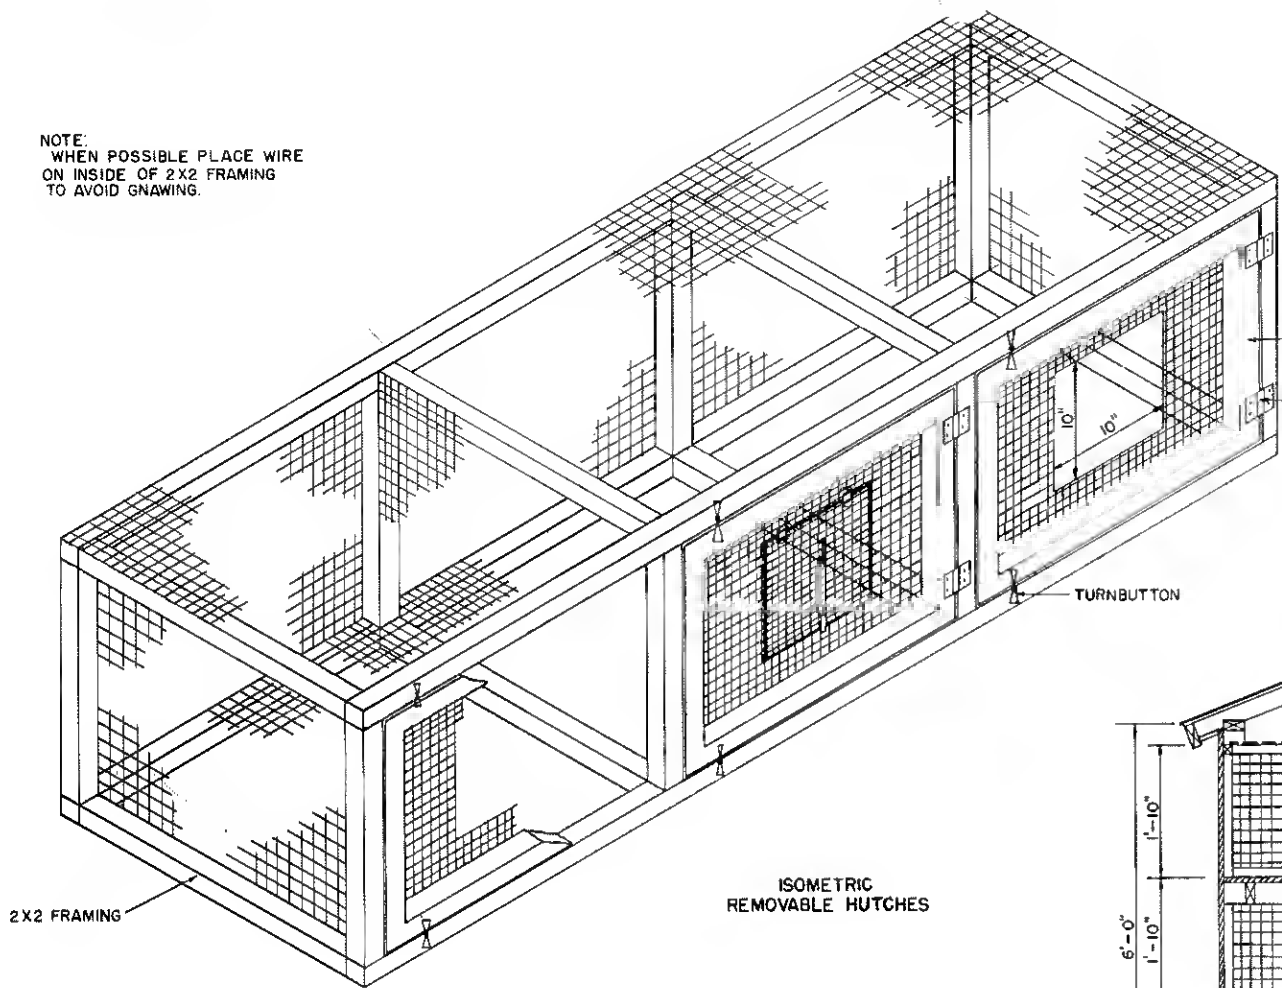 NOTE:
WHEN POSSIBLE PLACE WIRE
ON INSIDE OF 2X2 FRAMING
TO AVOID GNAWING.
10"
10"
TURNBUTTON
2X2 FRAMING
ISOMETRIC
REMOVABLE HUTCHES
1'-10"
6'-0"
1'-10"